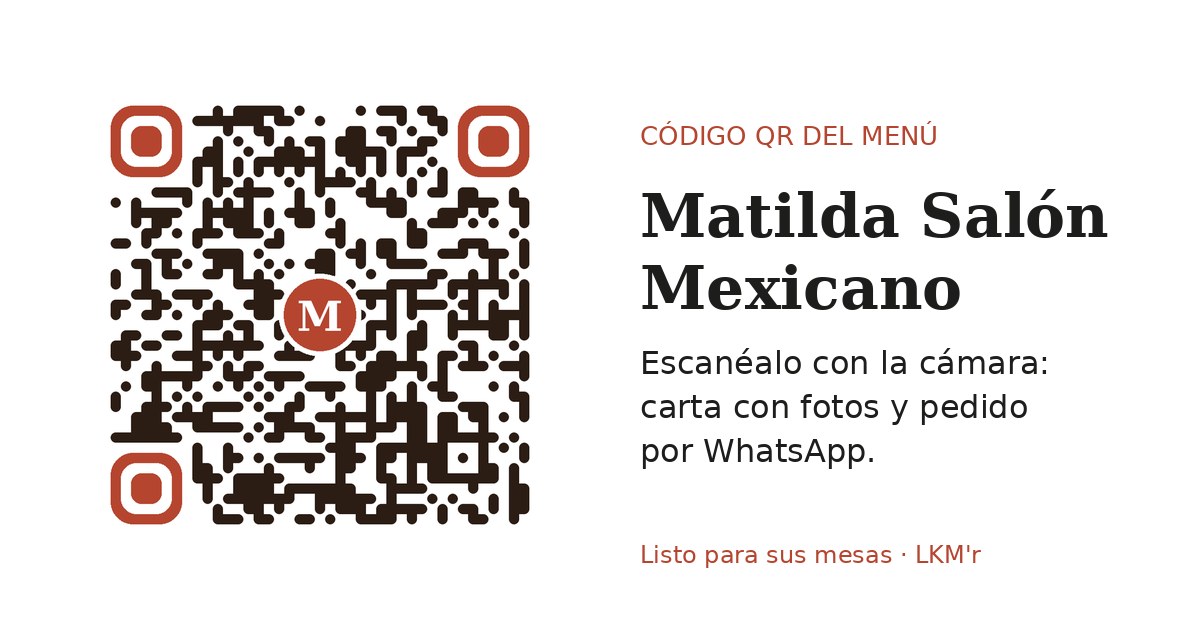 M
CÓDIGO QR DEL MENÚ
Matilda Salón
Mexicano
Escanéalo con la cámara:
carta con fotos y pedido
por WhatsApp.
Listo para sus mesas · LKM'r